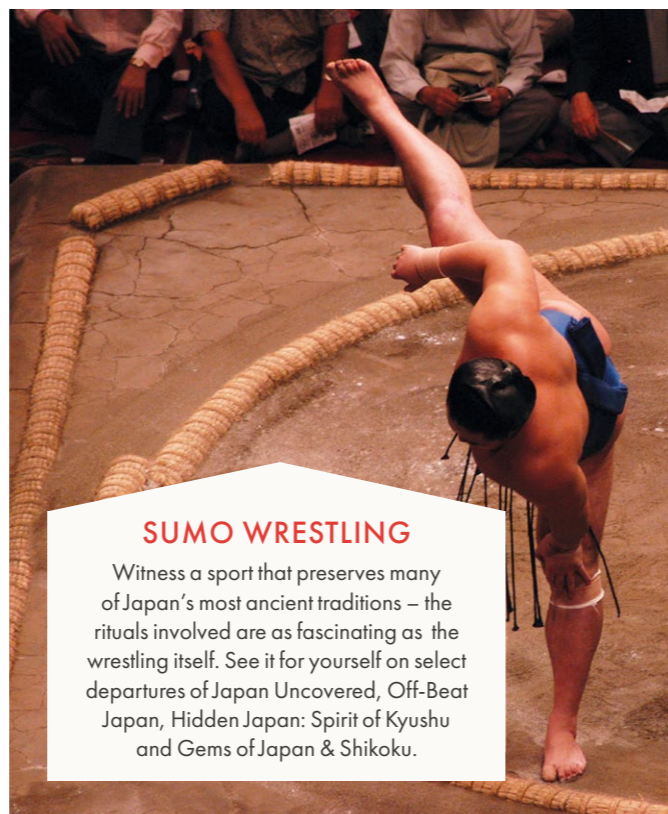 SUMO WRESTLING
Witness a sport that preserves many
of Japan's most ancient traditions – the
rituals involved are as fascinating as the
wrestling itself. See it for yourself on select
departures of Japan Uncovered, Off-Beat
Japan, Hidden Japan: Spirit of Kyushu
and Gems of Japan & Shikoku.